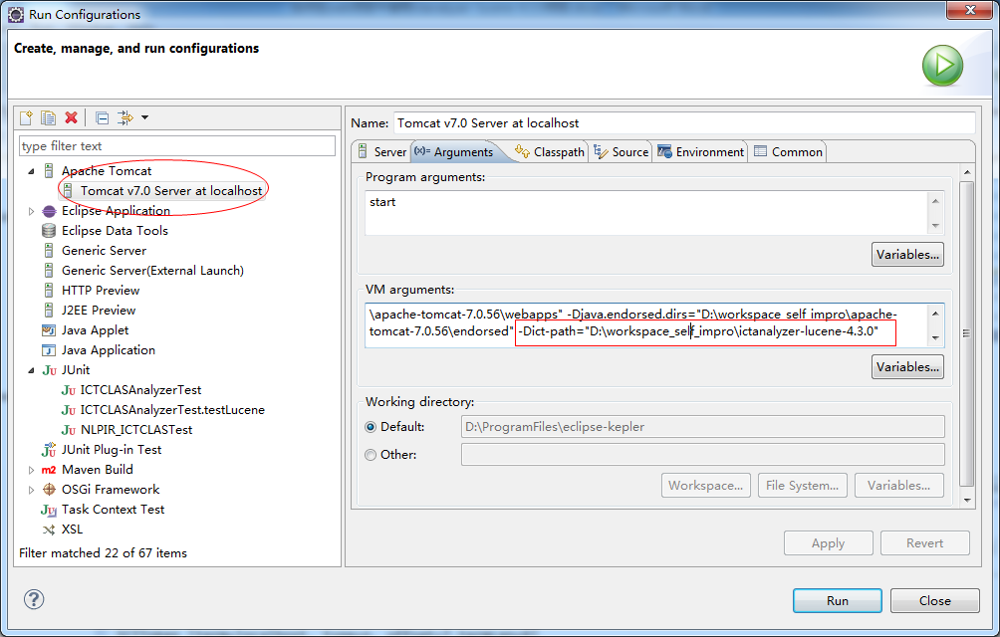 Run Configurations
Create, manage, and run configurations
type filter text
Apache Tomcat
Tomcat v7.0 Server at localhost
Eclipse Application
Eclipse Data Tools
Generic Server
Generic Server(External Launch)
HTTP Preview
J2EE Preview
Java Applet
Java Application
JUnit
ICTCLASAnalyzerTest
ICTCLASAnalyzerTest.testLucene
NLPIR_ICTCLASTest
JUnit Plug-in Test
m2 Maven Build
OSGi Framework
Task Context Test
XSL
Filter matched 22 of 67 items
Name: Tomcat v7.0 Server at localhost
Server (x)= Arguments Classpath Source Environment Common
Program arguments:
start
Variables...
VM arguments:
\apache-tomcat-7.0.56\webapps" -Djava.endorsed.dirs="D:\workspace_self_impro\apache-
tomcat-7.0.56\endorsed" -Dict-path="D:\workspace_self_impro\ictanalyzer-lucene-4.3.0"
Variables...
Working directory:
Default: D:\ProgramFiles\eclipse-kepler
Other:
Workspace... File System... Variables...
Apply Revert
Run Close